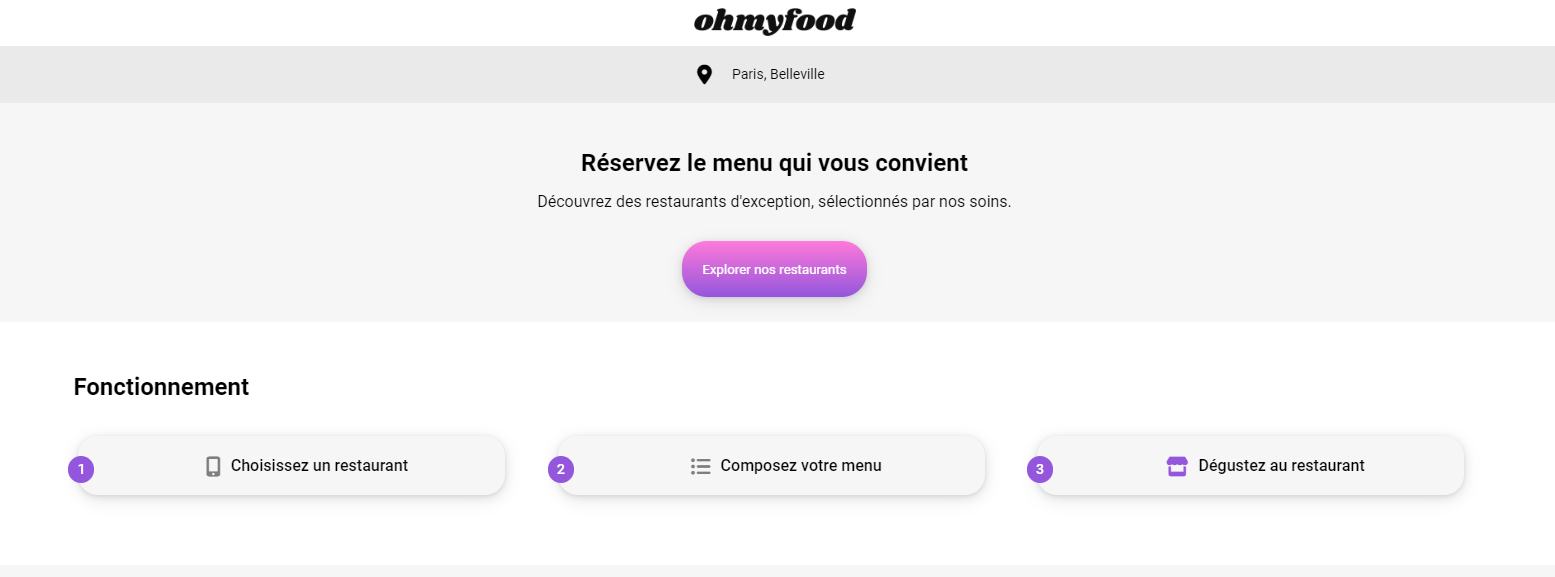 ohmyfood
Paris, Belleville
Réservez le menu qui vous convient
Découvrez des restaurants d'exception, sélectionnés par nos soins.
Explorer nos restaurants
Fonctionnement
1 Choisissez un restaurant
2 Composez votre menu
3 Dégustez au restaurant